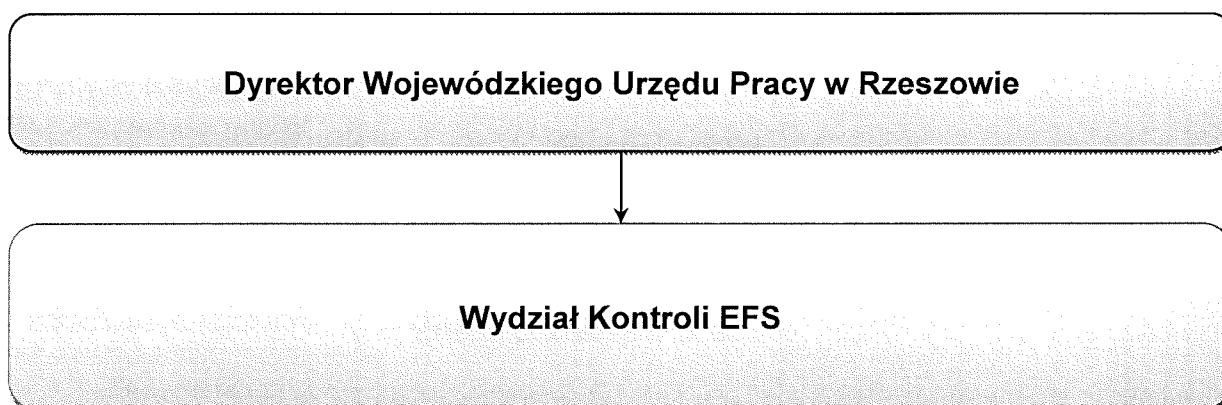 Dyrektor Wojewódzkiego Urzędu Pracy w Rzeszowie
Wydział Kontroli EFS